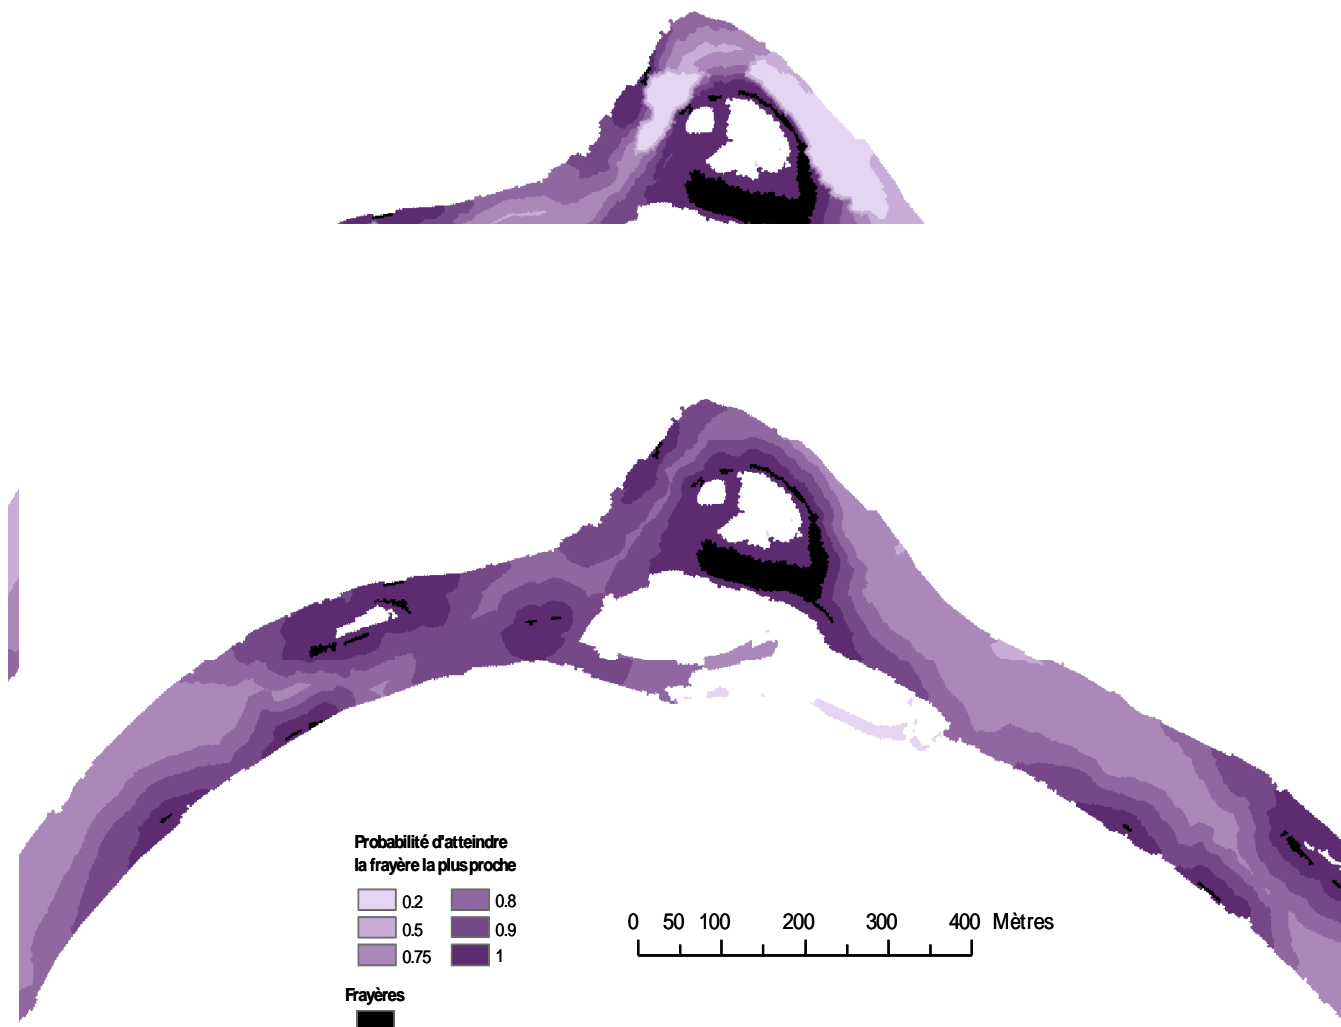 Probabilité d'atteindre
la frayère la plus proche
0.2 0.8
0.5 0.9
0.75 1
Frayères
0 50 100 200 300 400 Mètres